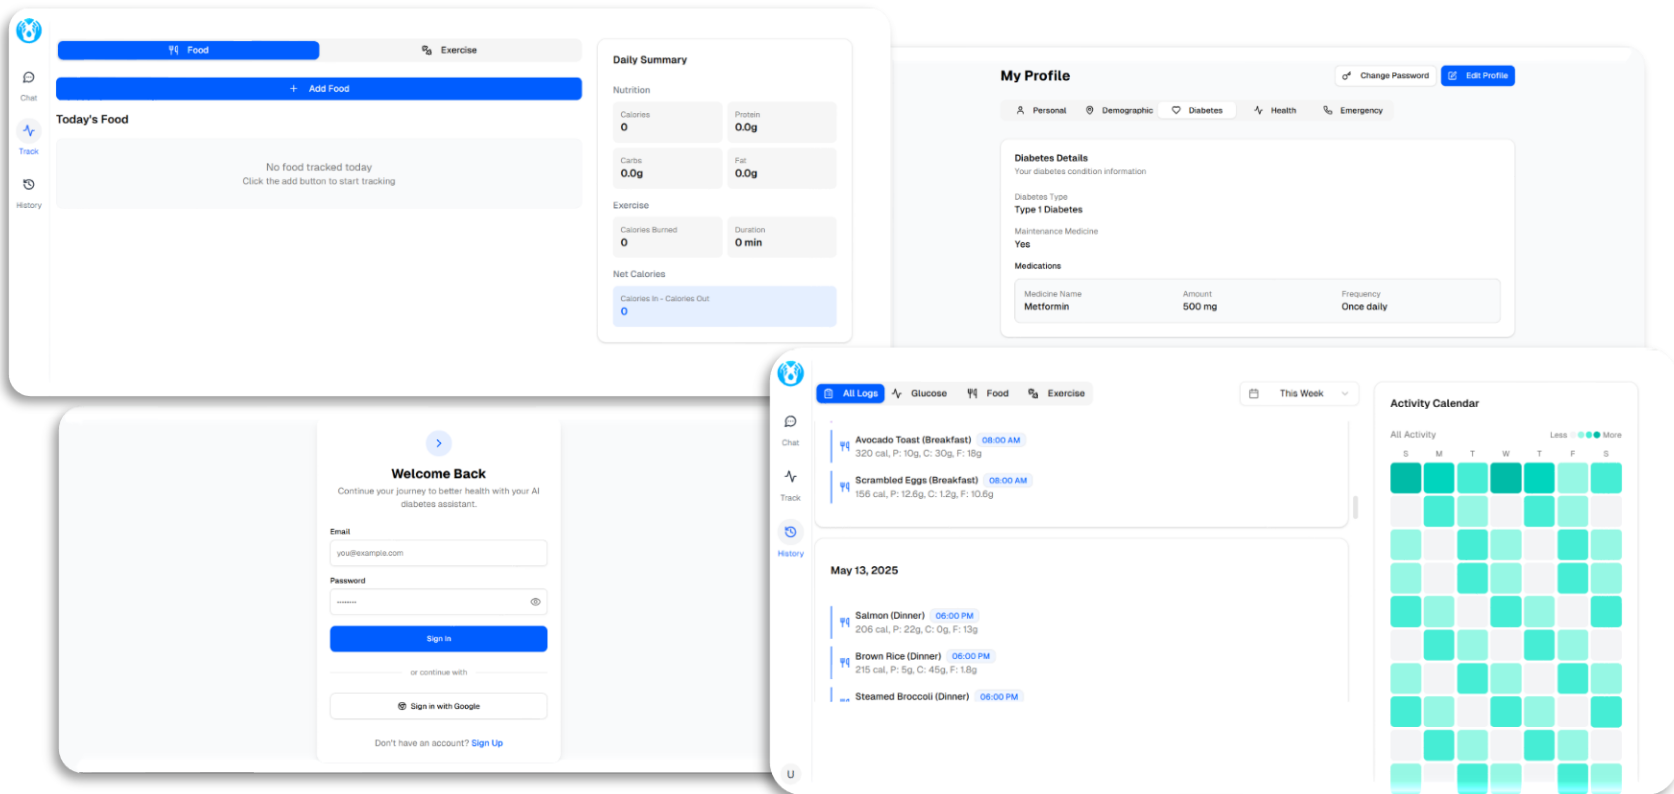 Food
Exercise
+ Add Food
Today's Food
No food tracked today
Click the add button to start tracking
Chat
Track
History
Daily Summary
Nutrition
Calories
0
Protein
0.0g
Carbs
0.0g
Fat
0.0g
Exercise
Calories Burned
0
Duration
0 min
Net Calories
Calories In - Calories Out
0
My Profile
Change Password
Edit Profile
Personal
Demographic
Diabetes
Health
Emergency
Diabetes Details
Your diabetes condition information
Diabetes Type
Type 1 Diabetes
Maintenance Medicine
Yes
Medications
Medicine Name
Metformin
Amount
500 mg
Frequency
Once daily
Welcome Back
Continue your journey to better health with your AI
diabetes assistant.
Email
you@example.com
Password
Sign In
or continue with
Sign in with Google
Don't have an account? Sign Up
Chat
Track
History
U
All Logs
Glucose
Food
Exercise
This Week
Avocado Toast (Breakfast) 08:00 AM
320 cal, P: 10g, C: 30g, F: 18g
Scrambled Eggs (Breakfast) 08:00 AM
156 cal, P: 12.6g, C: 1.2g, F: 10.6g
May 13, 2025
Salmon (Dinner) 06:00 PM
206 cal, P: 22g, C: 0g, F: 13g
Brown Rice (Dinner) 06:00 PM
215 cal, P: 5g, C: 45g, F: 1.8g
Steamed Broccoli (Dinner) 06:00 PM
Activity Calendar
All Activity
Less
More
S M T W T F S